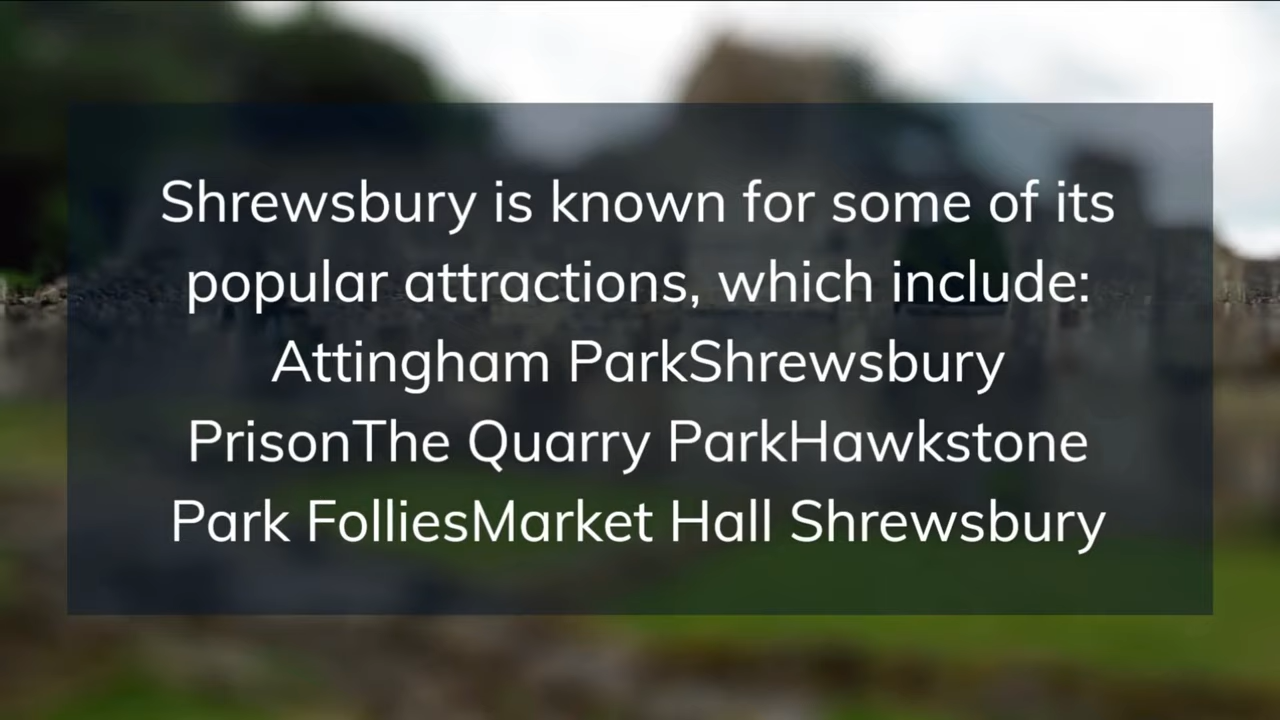 Shrewsbury is known for some of its
popular attractions, which include:
Attingham ParkShrewsbury
PrisonThe Quarry ParkHawkstone
Park FolliesMarket Hall Shrewsbury